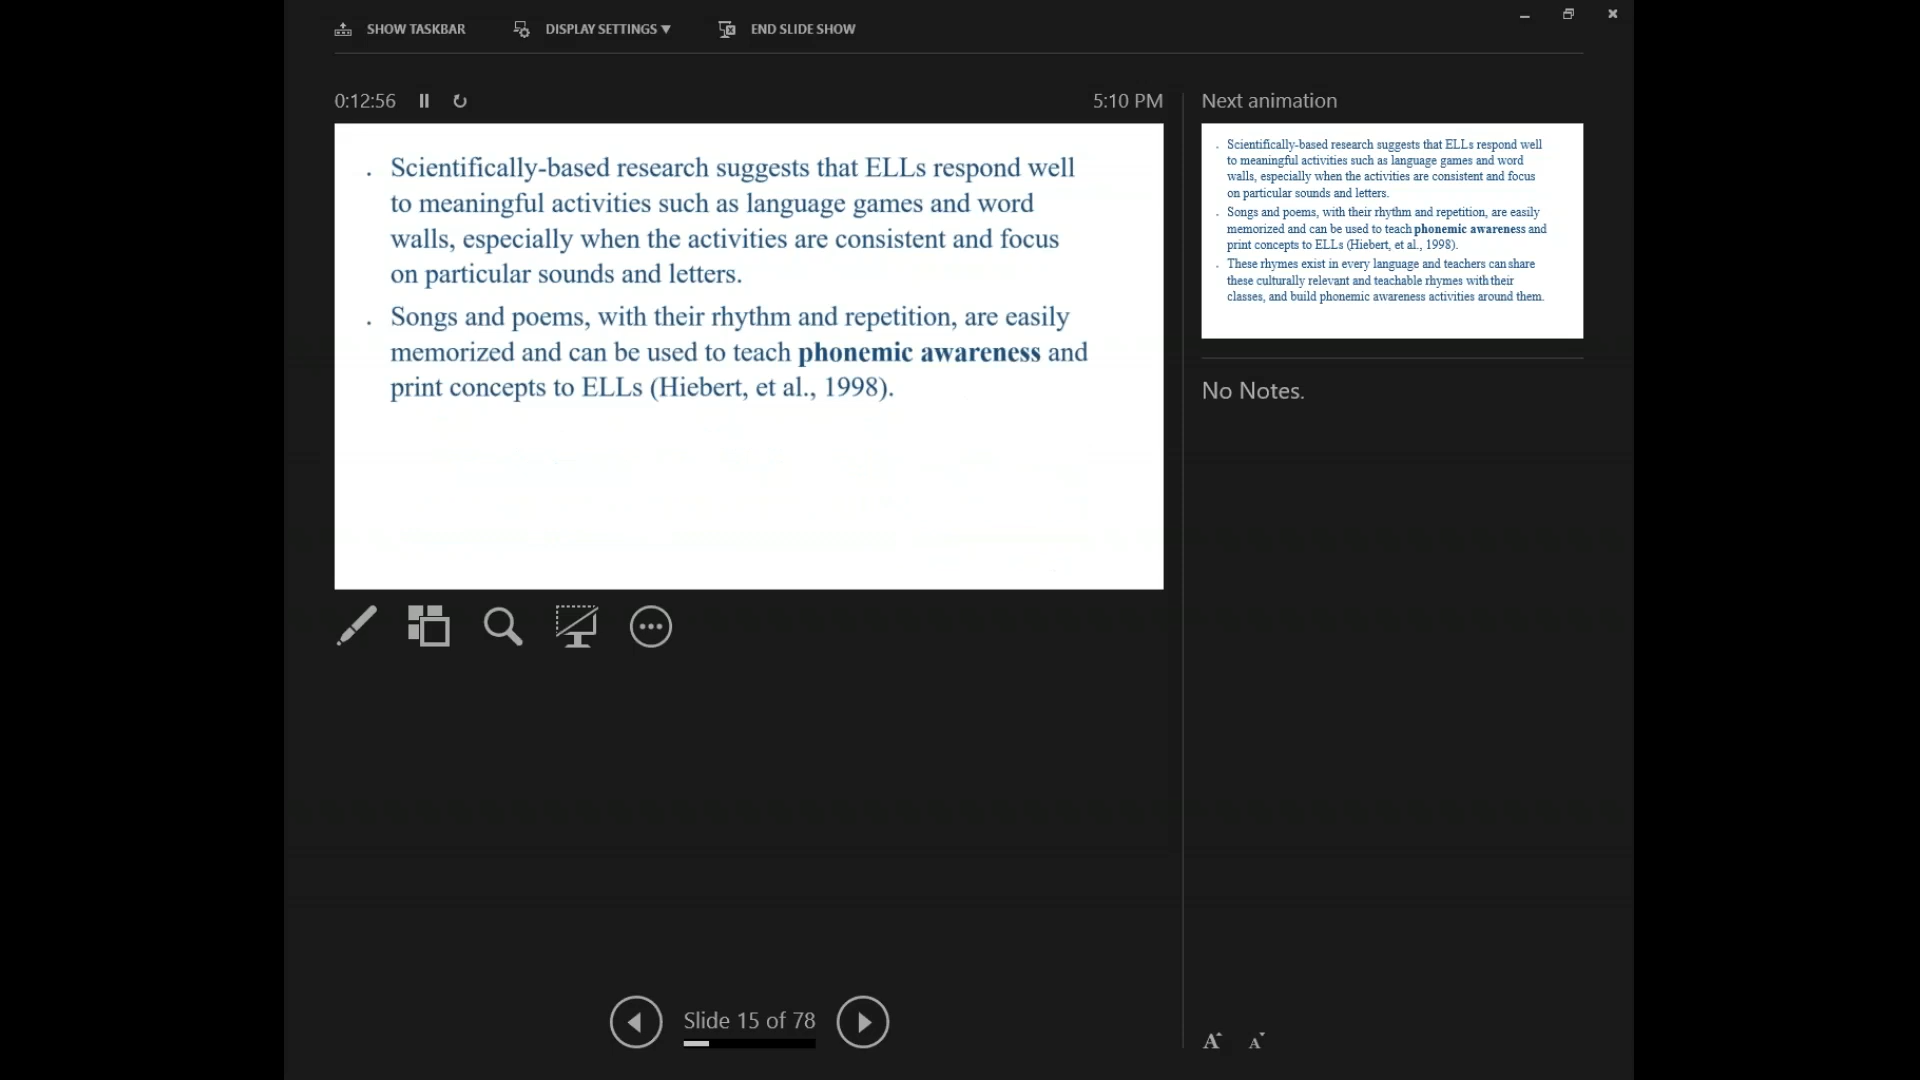 SHOW TASKBAR DISPLAY SETTINGS ▼ END SLIDE SHOW
0:12:56 5:10 PM
. Scientifically-based research suggests that ELLs respond well
to meaningful activities such as language games and word
walls, especially when the activities are consistent and focus
on particular sounds and letters.
. Songs and poems, with their rhythm and repetition, are easily
memorized and can be used to teach phonemic awareness and
print concepts to ELLs (Hiebert, et al., 1998).
Slide 15 of 78
Next animation
. Scientifically-based research suggests that ELLs respond well
to meaningful activities such as language games and word
walls, especially when the activities are consistent and focus
on particular sounds and letters.
. Songs and poems, with their rhythm and repetition, are easily
memorized and can be used to teach phonemic awareness and
print concepts to ELLs (Hiebert, et al., 1998).
. These rhymes exist in every language and teachers can share
these culturally relevant and teachable rhymes with their
classes, and build phonemic awareness activities around them.
No Notes.
A A